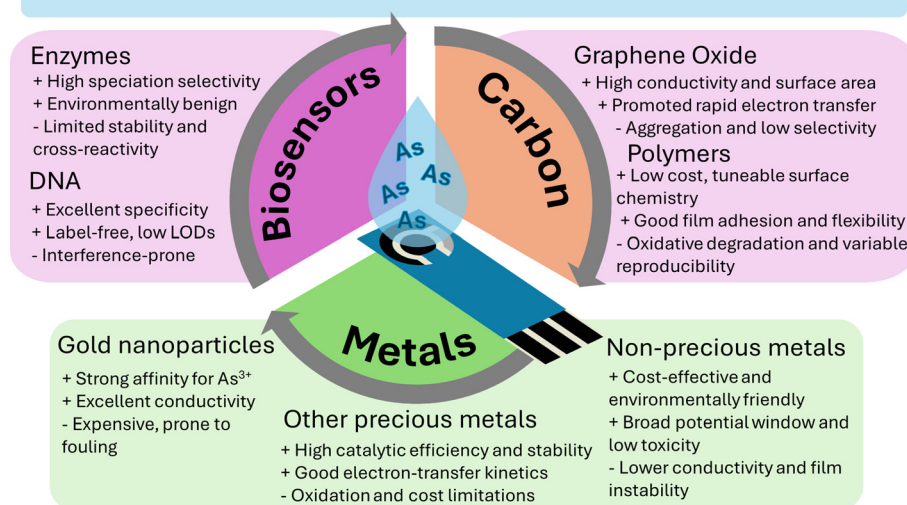 Enzymes
+ High speciation selectivity
+ Environmentally benign
- Limited stability and
cross-reactivity
DNA
+ Excellent specificity
+ Label-free, low LODs
- Interference-prone
Biosensors
Carbon
Metals
As
As
As
As
Graphene Oxide
+ High conductivity and surface area
+ Promoted rapid electron transfer
- Aggregation and low selectivity
Polymers
+ Low cost, tuneable surface
chemistry
+ Good film adhesion and flexibility
- Oxidative degradation and variable
reproducibility
Gold nanoparticles
+ Strong affinity for As³⁺
+ Excellent conductivity
- Expensive, prone to
fouling
Other precious metals
+ High catalytic efficiency and stability
+ Good electron-transfer kinetics
- Oxidation and cost limitations
Non-precious metals
+ Cost-effective and
environmentally friendly
+ Broad potential window and
low toxicity
- Lower conductivity and film
instability